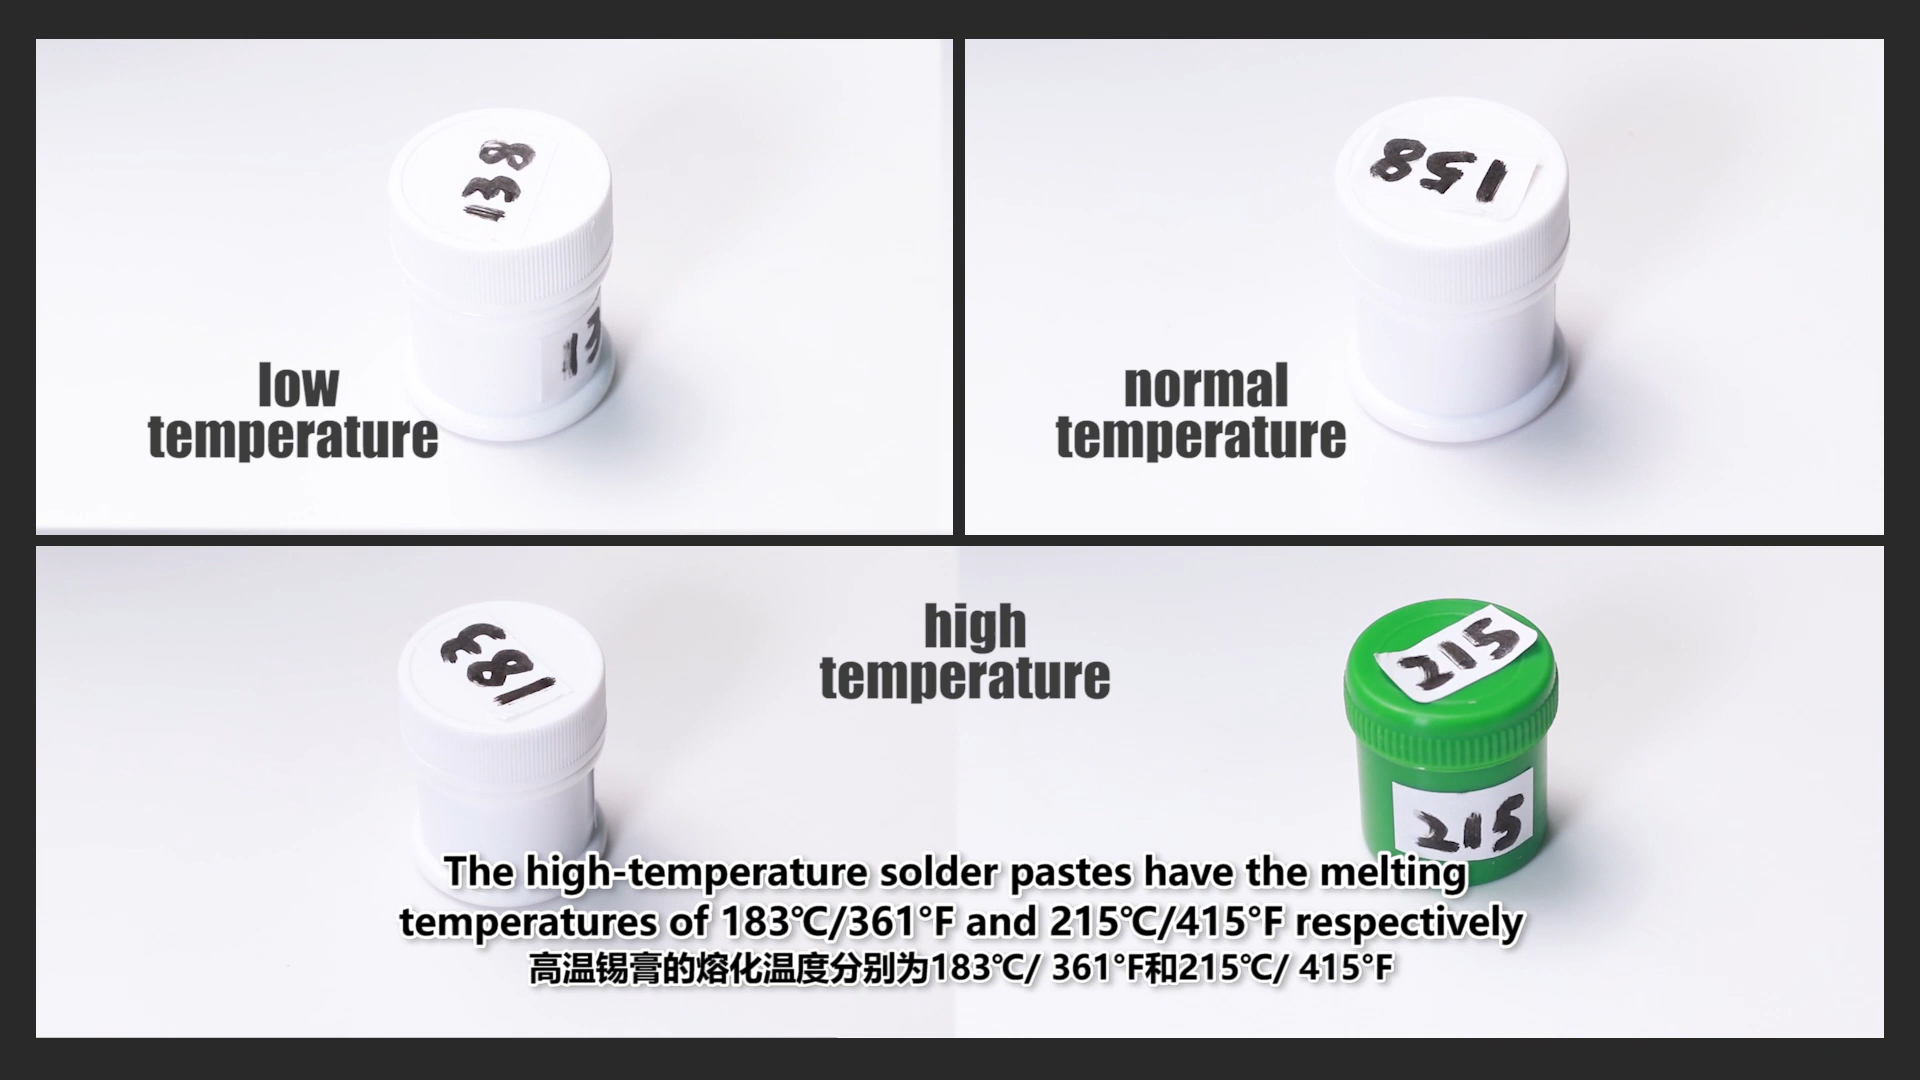 138
13
low
temperature
158
normal
temperature
183
high
temperature
215
215
The high-temperature solder pastes have the melting
temperatures of 183℃/361°F and 215℃/415°F respectively
高温锡膏的熔化温度分别为183℃/ 361°F和215℃/ 415°F